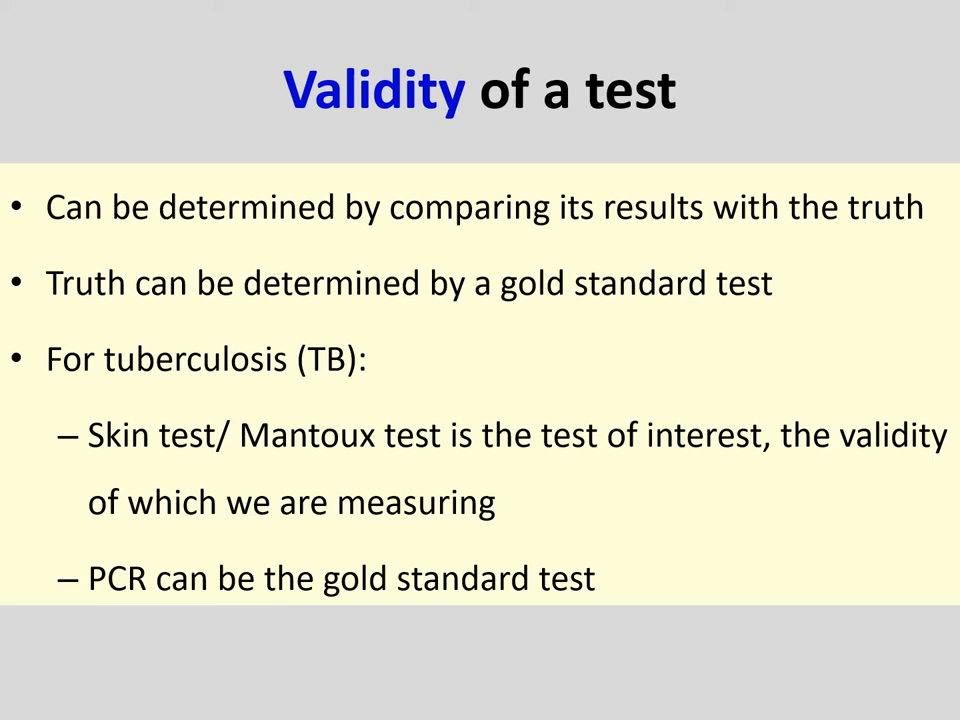 Validity of a test
• Can be determined by comparing its results with the truth
• Truth can be determined by a gold standard test
• For tuberculosis (TB):
– Skin test/ Mantoux test is the test of interest, the validity
of which we are measuring
– PCR can be the gold standard test